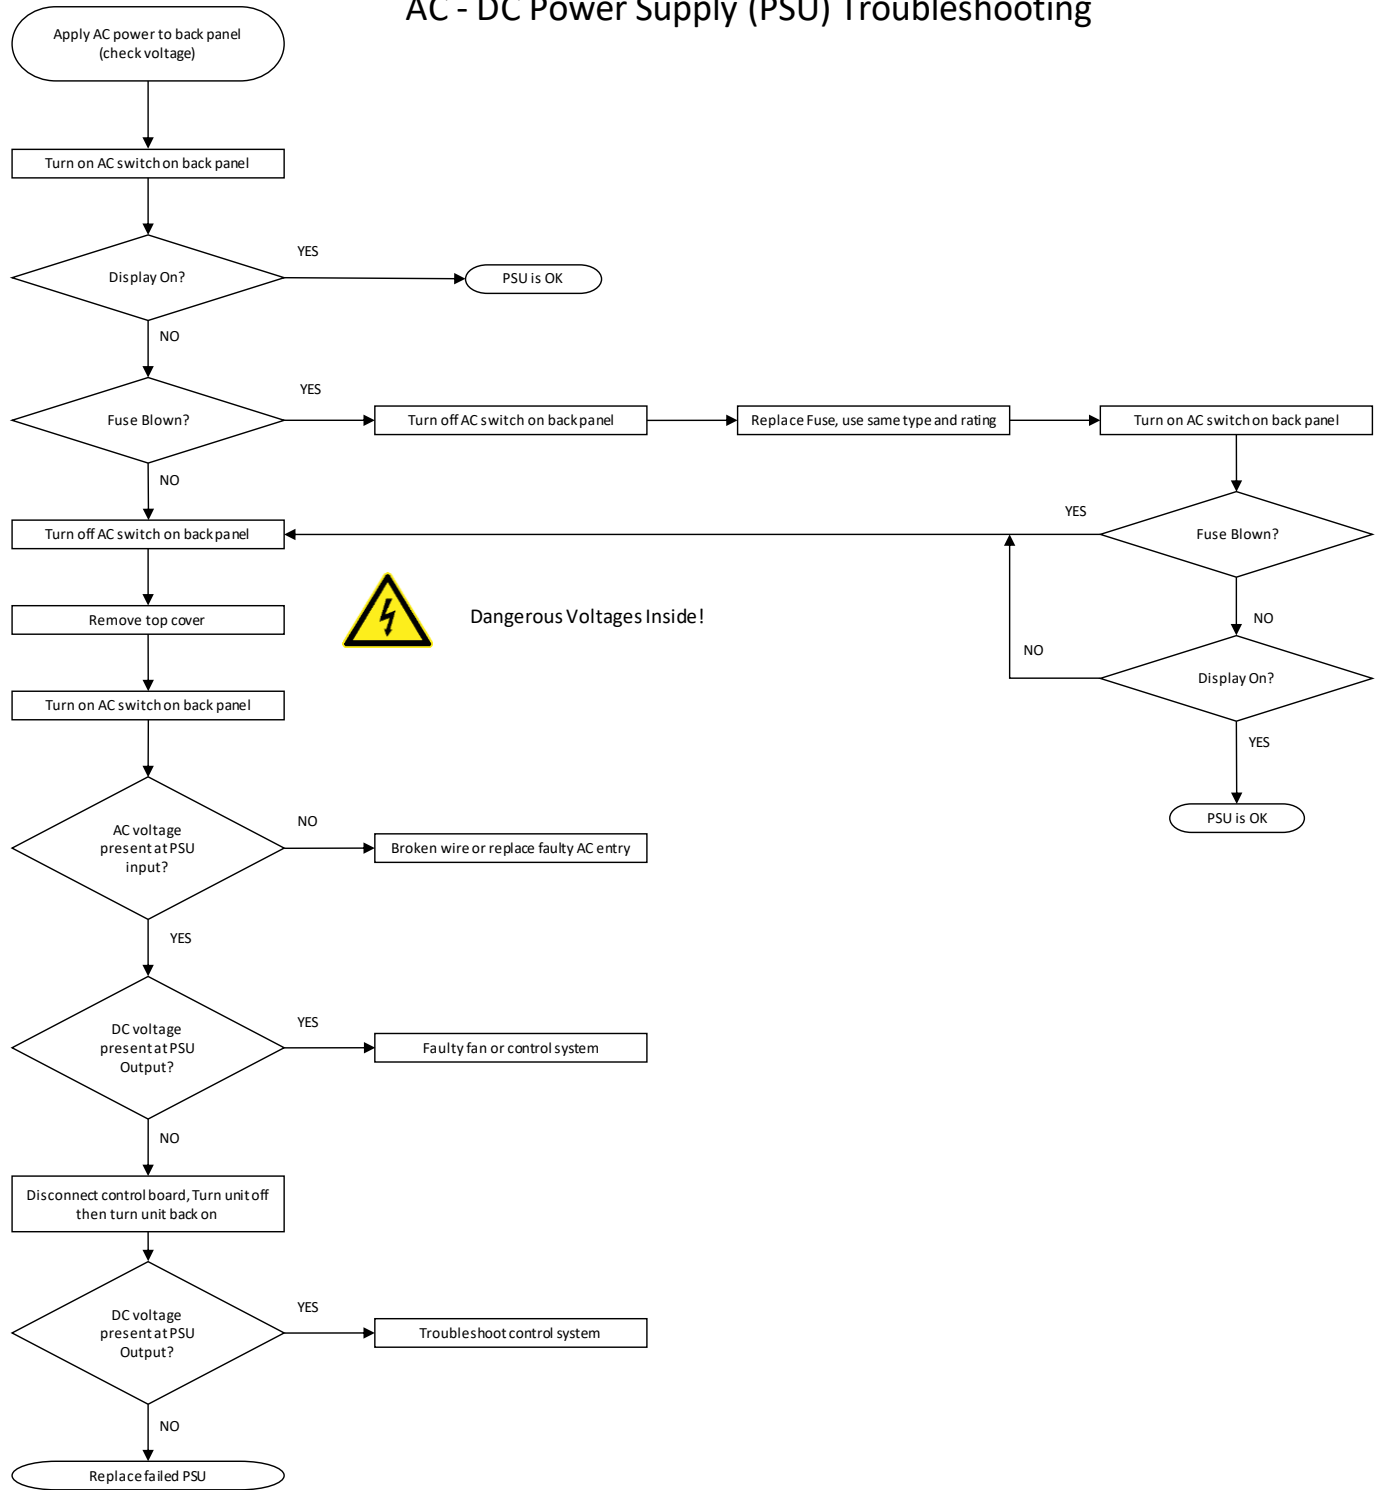 AC - DC Power Supply (PSU) Troubleshooting
Apply AC power to back panel
(check voltage)
Turn on AC switch on back panel
Display On?
YES
PSU is OK
NO
Fuse Blown?
YES
Turn off AC switch on back panel
Replace Fuse, use same type and rating
Turn on AC switch on back panel
NO
Turn off AC switch on back panel
YES
Fuse Blown?
Remove top cover
Dangerous Voltages Inside!
NO
NO
Display On?
Turn on AC switch on back panel
YES
PSU is OK
AC voltage
present at PSU
input?
NO
Broken wire or replace faulty AC entry
YES
DC voltage
present at PSU
Output?
YES
Faulty fan or control system
NO
Disconnect control board, Turn unit off
then turn unit back on
DC voltage
present at PSU
Output?
YES
Troubleshoot control system
NO
Replace failed PSU